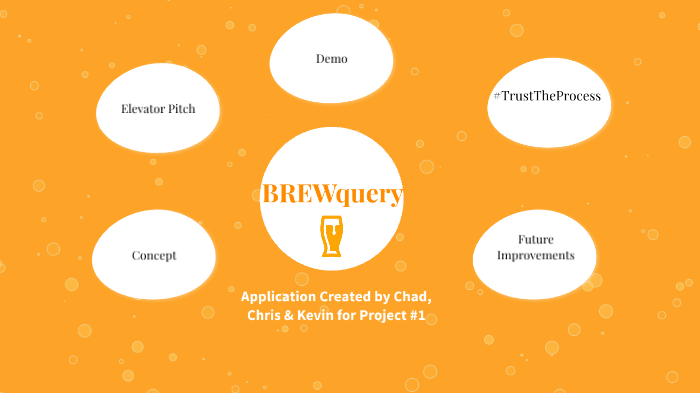 Demo
Elevator Pitch
#TrustTheProcess
BREWquery
Concept
Future
Improvements
Application Created by Chad,
Chris & Kevin for Project #1